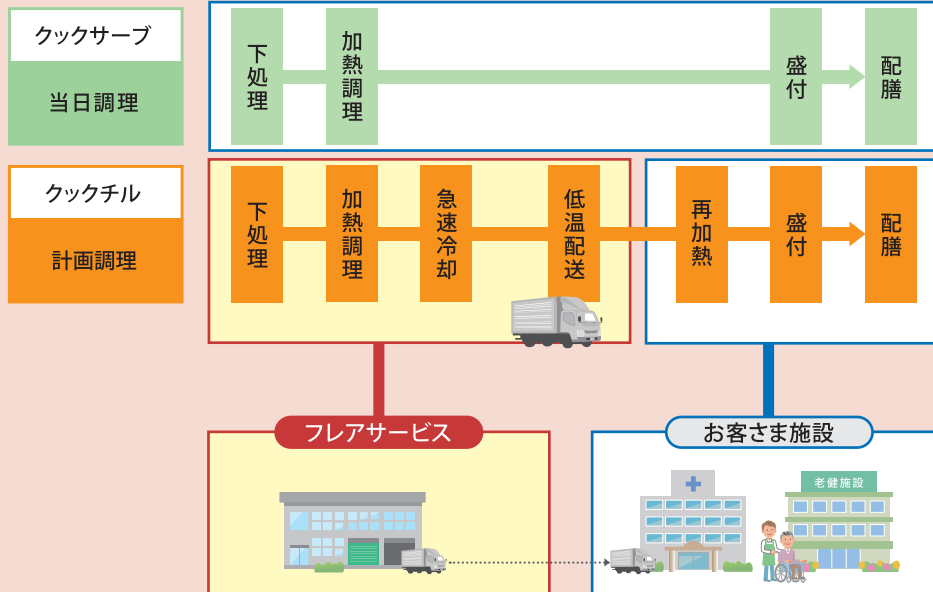 クックサーブ
当日調理
下処理
加熱調理
盛付
配膳
クックチル
計画調理
下処理
加熱調理
急速冷却
低温配送
再加熱
盛付
配膳
フレアサービス
お客さま施設
老健施設